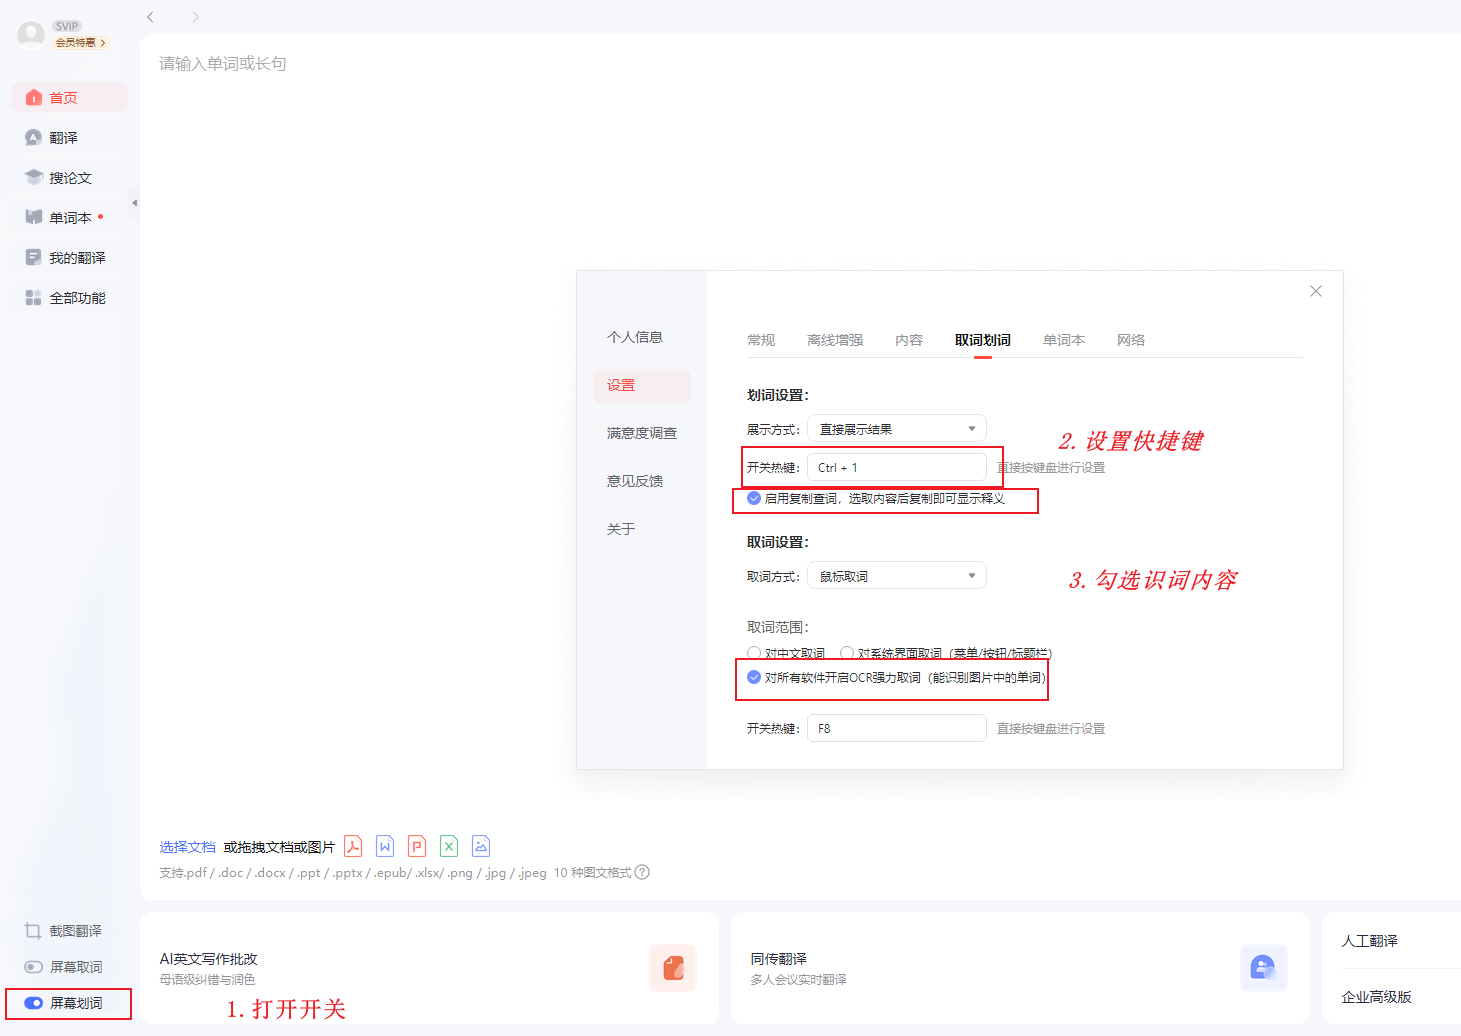 SVIP
会员特惠 >
请输入单词或长句
首页
翻译
搜论文
单词本
我的翻译
全部功能
个人信息
设置
满意度调查
意见反馈
关于
常规 离线增强 内容 取词划词 单词本 网络
划词设置:
展示方式: 直接展示结果
2. 设置快捷键
开关热键: Ctrl + 1 直接按键盘进行设置
启用复制查词，选取内容后复制即可显示释义
取词设置:
取词方式: 鼠标取词
3. 勾选识词内容
取词范围:
对中文取词 对系统界面取词（菜单/按钮/标题栏）
对所有软件开启OCR强力取词（能识别图片中的单词）
开关热键: F8 直接按键盘进行设置
选择文档 或拖拽文档或图片
支持.pdf / .doc / .docx / .ppt / .pptx / .epub/ .xlsx/ .png / .jpg / .jpeg 10 种图文格式 ?
截图翻译
屏幕取词
屏幕划词
AI英文写作批改
母语级纠错与润色
1. 打开开关
同传翻译
多人会议实时翻译
人工翻译
企业高级版